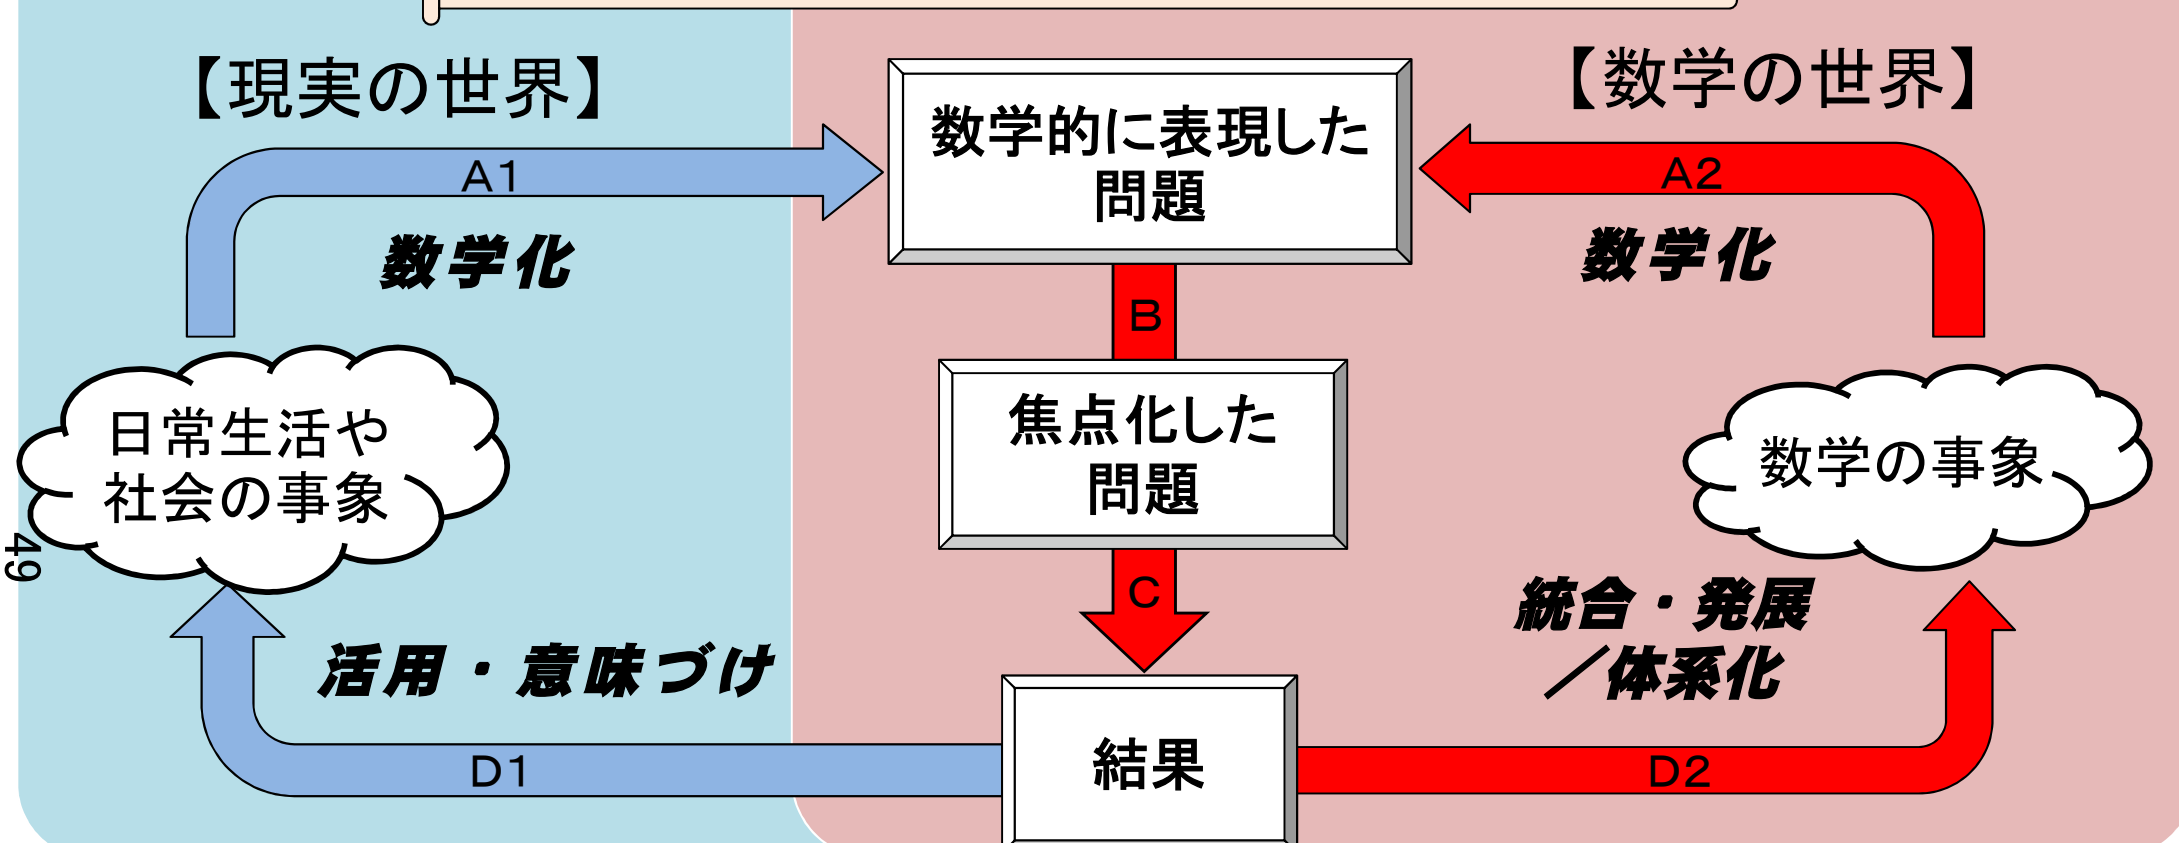 【現実の世界】
【数学の世界】
数学的に表現した
問題
A1
A2
数学化
数学化
B
日常生活や
社会の事象
焦点化した
問題
数学の事象
49
C
統合・発展
／体系化
活用・意味づけ
結果
D1
D2